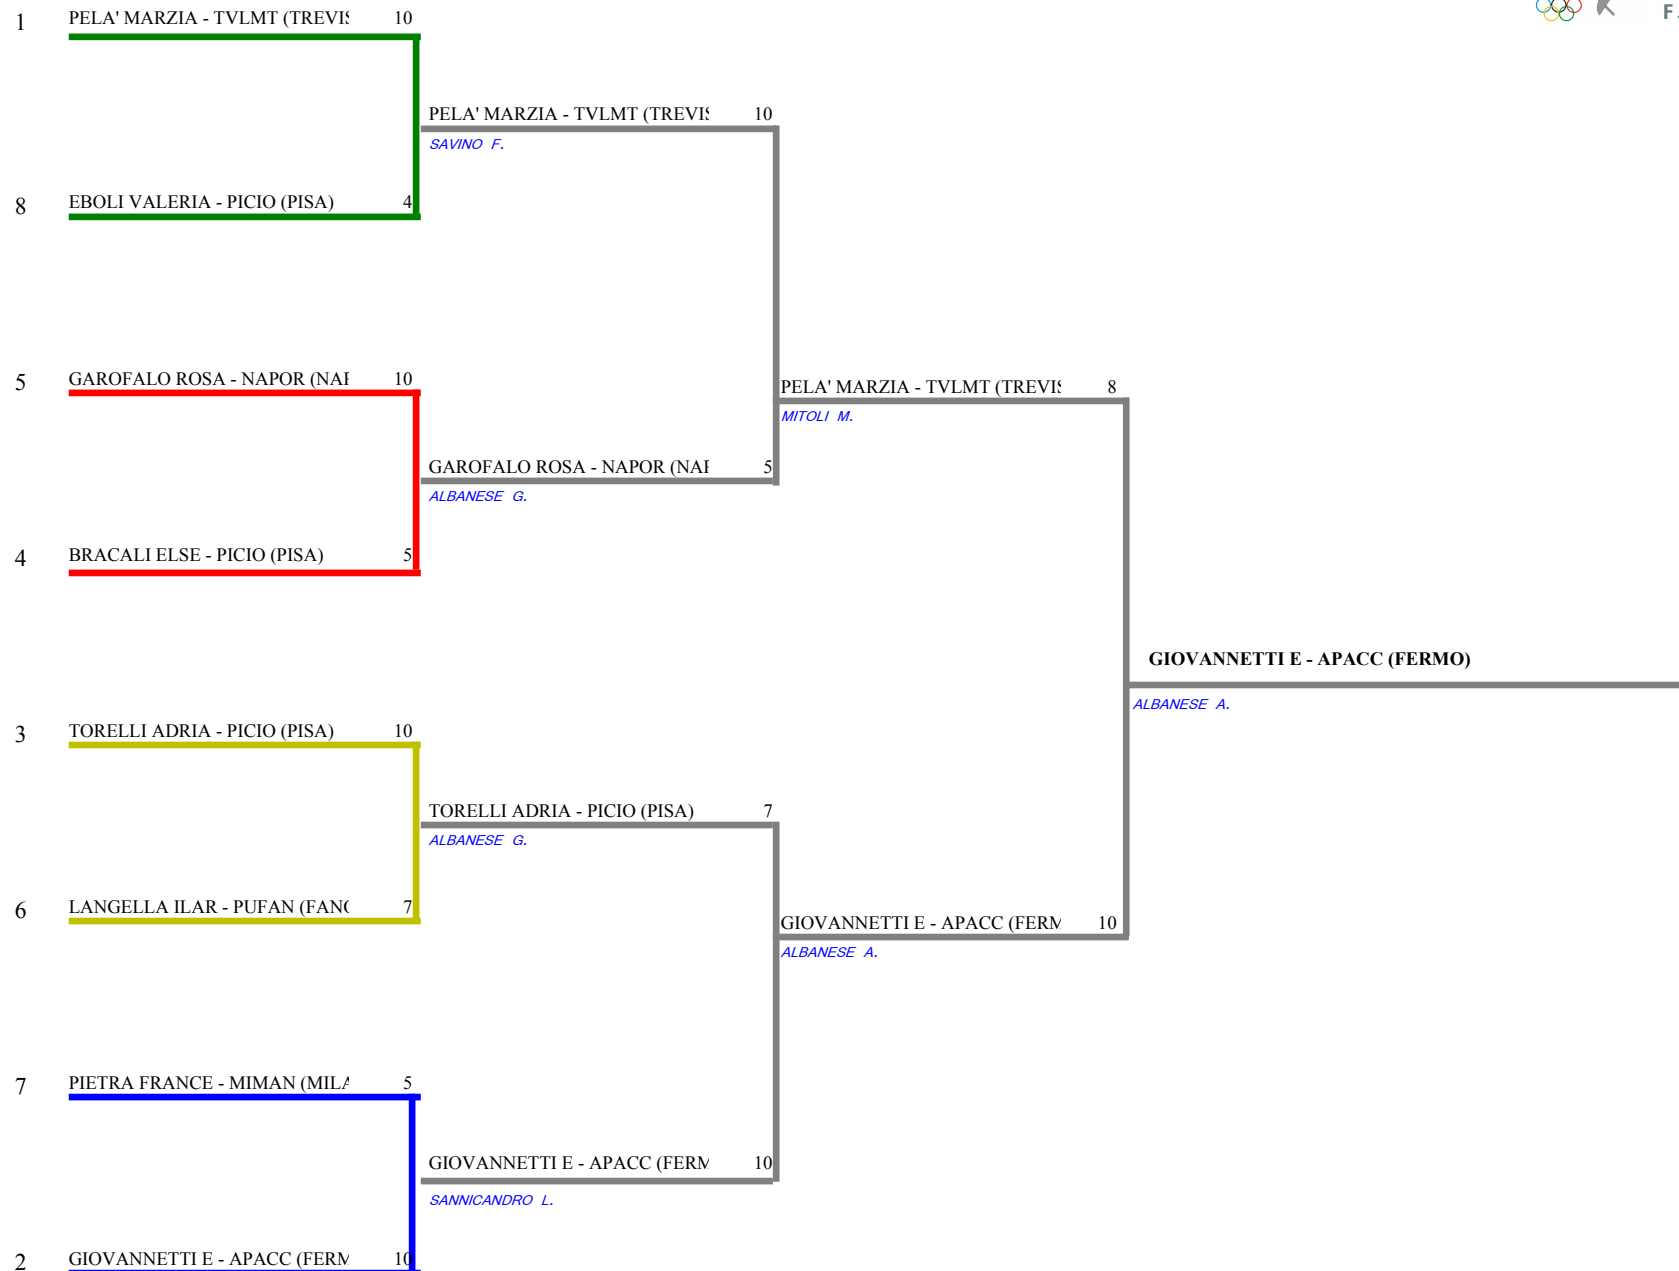 1 PELA' MARZIA - TVLMT (TREVIS 10
PELA' MARZIA - TVLMT (TREVIS 10
SAVINO F.
8 EBOLI VALERIA - PICIO (PISA) 4
5 GAROFALO ROSA - NAPOR (NAP 10
PELA' MARZIA - TVLMT (TREVIS 8
MITOLI M.
GAROFALO ROSA - NAPOR (NAP 5
ALBANESE G.
4 BRACALI ELSE - PICIO (PISA) 5
GIOVANNETTI E - APACC (FERMO)
ALBANESE A.
3 TORELLI ADRIA - PICIO (PISA) 10
TORELLI ADRIA - PICIO (PISA) 7
ALBANESE G.
6 LANGELLA ILAR - PUFAN (FANO 7
GIOVANNETTI E - APACC (FERM 10
ALBANESE A.
7 PIETRA FRANCE - MIMAN (MILA 5
GIOVANNETTI E - APACC (FERM 10
SANNICANDRO L.
2 GIOVANNETTI E - APACC (FERM 10